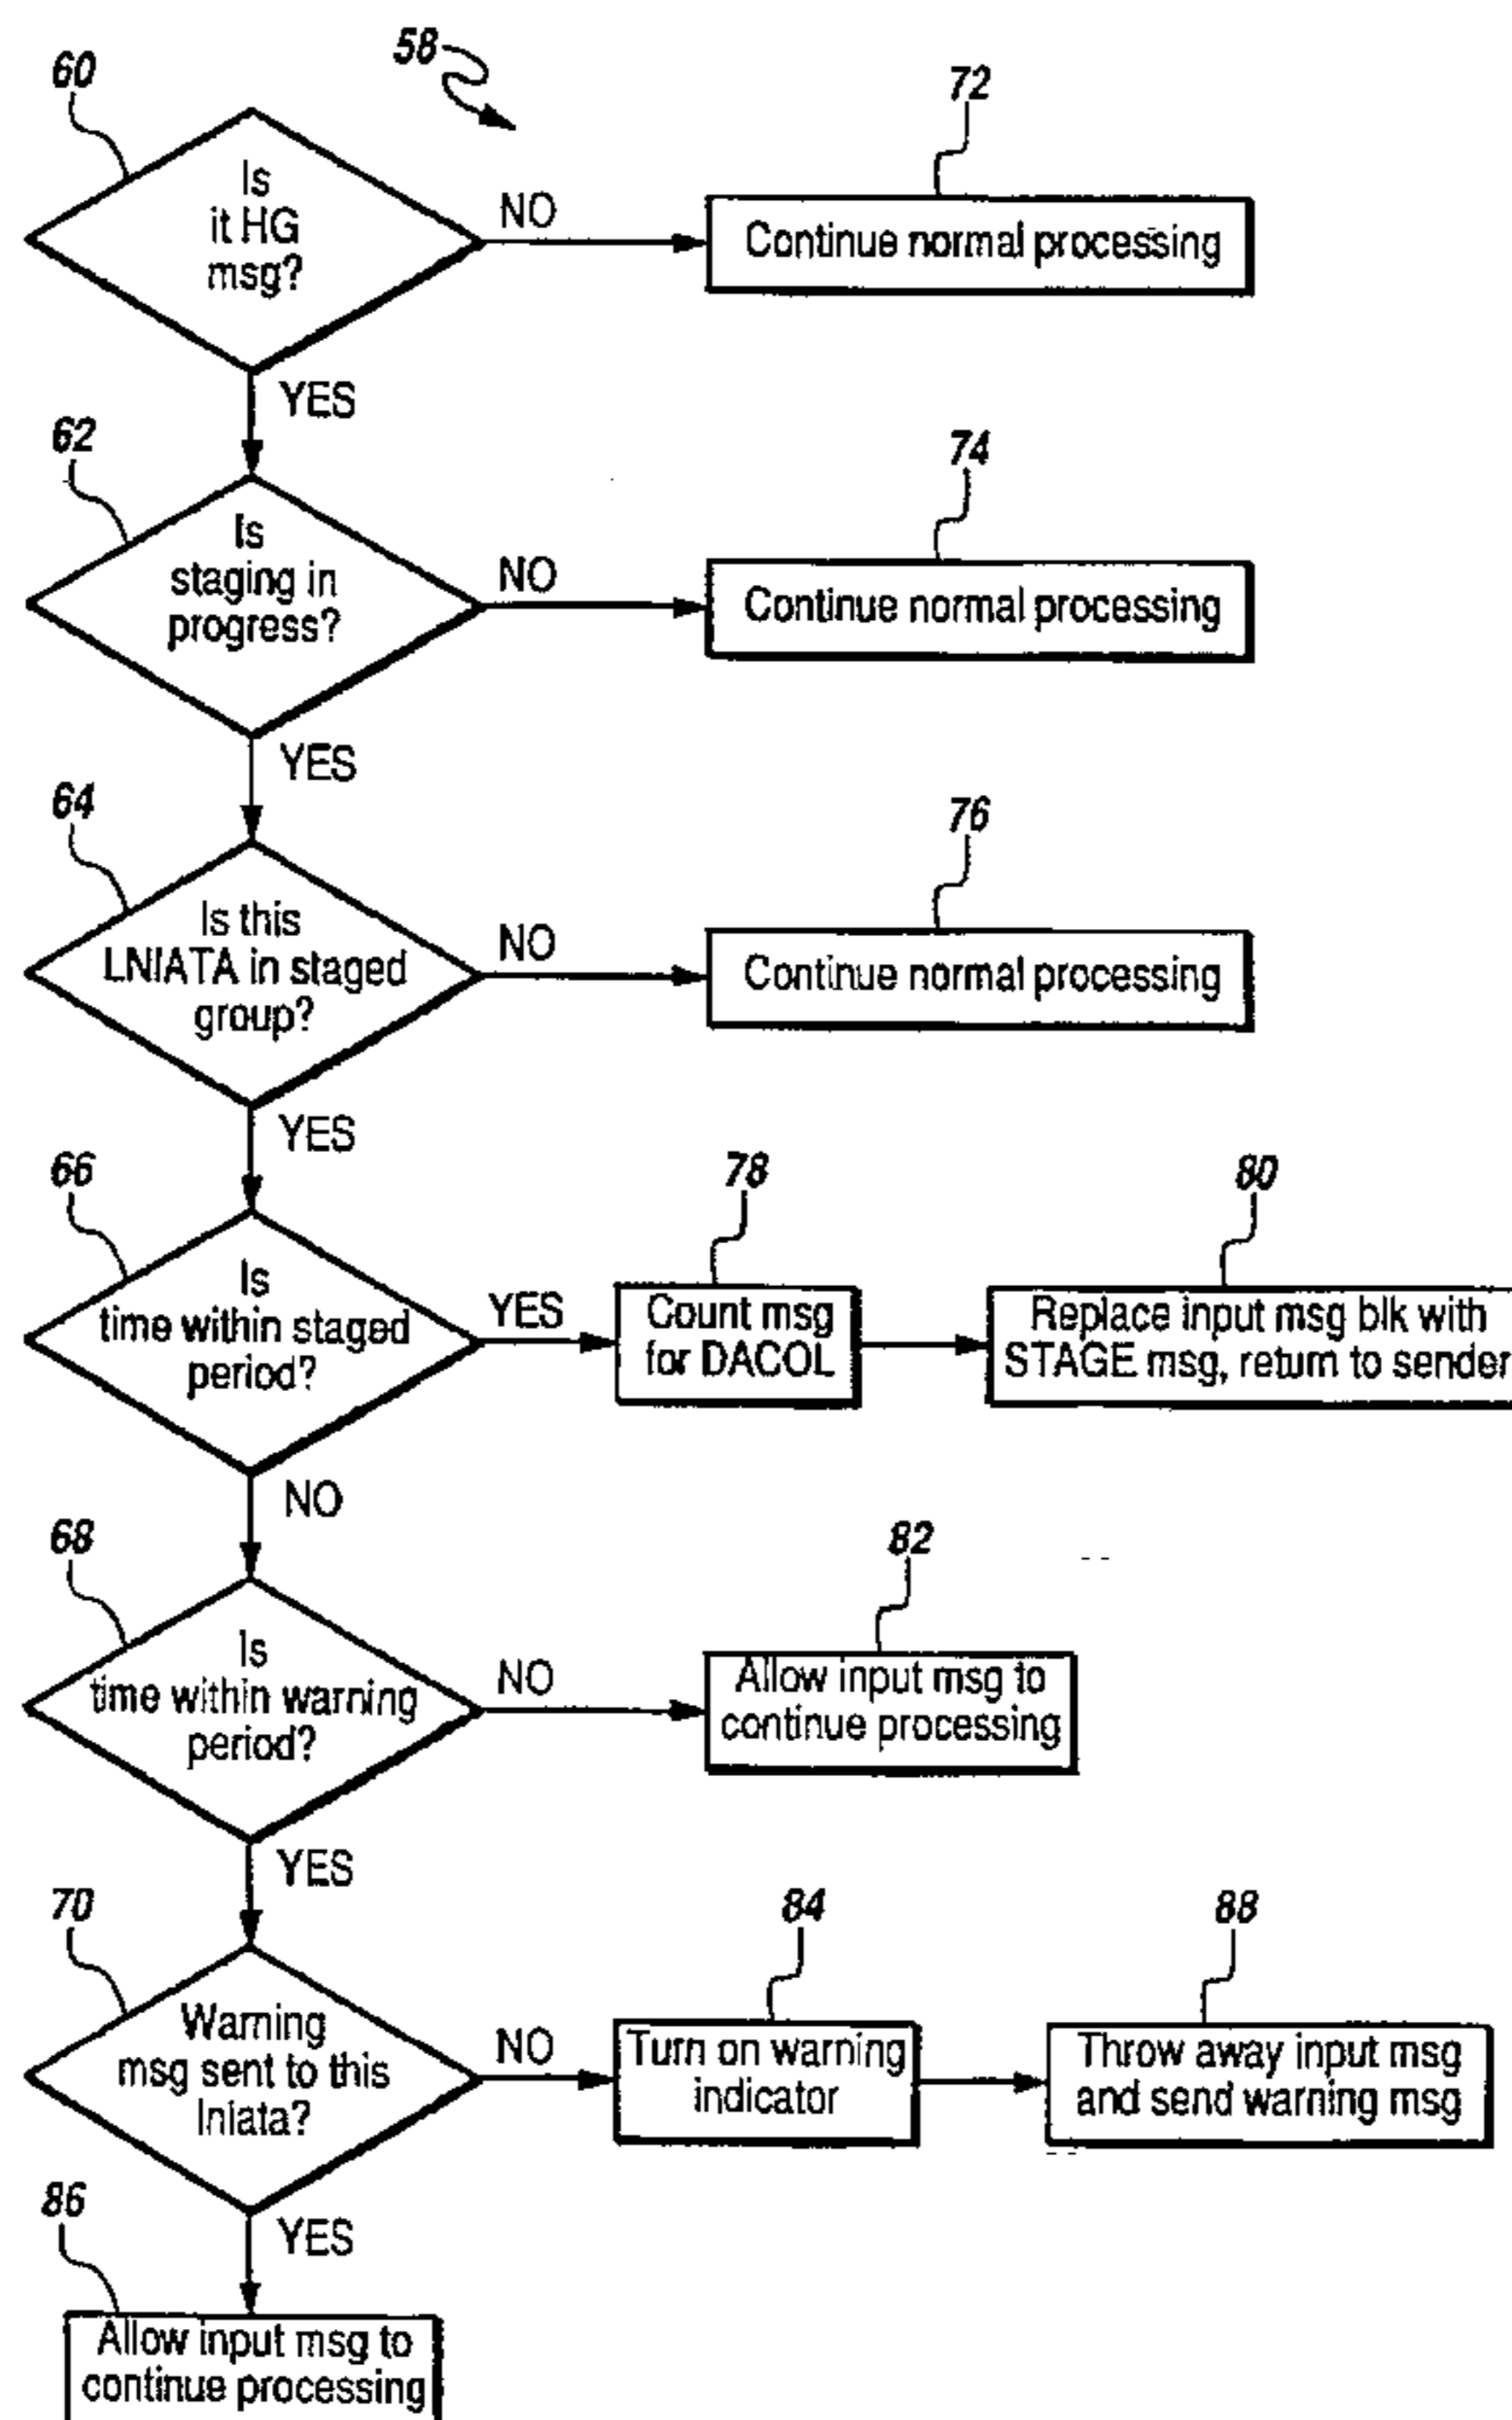 58
60
Is
it HG
msg?
NO
72
Continue normal processing
YES
62
Is
staging in
progress?
NO
74
Continue normal processing
YES
64
Is this
LNIATA in staged
group?
NO
76
Continue normal processing
YES
66
Is
time within staged
period?
YES
78
Count msg
for DACOL
80
Replace input msg blk with
STAGE msg, return to sender
NO
68
Is
time within warning
period?
NO
82
Allow input msg to
continue processing
YES
70
Warning
msg sent to this
lniata?
NO
84
Turn on warning
indicator
88
Throw away input msg
and send warning msg
YES
86
Allow input msg to
continue processing